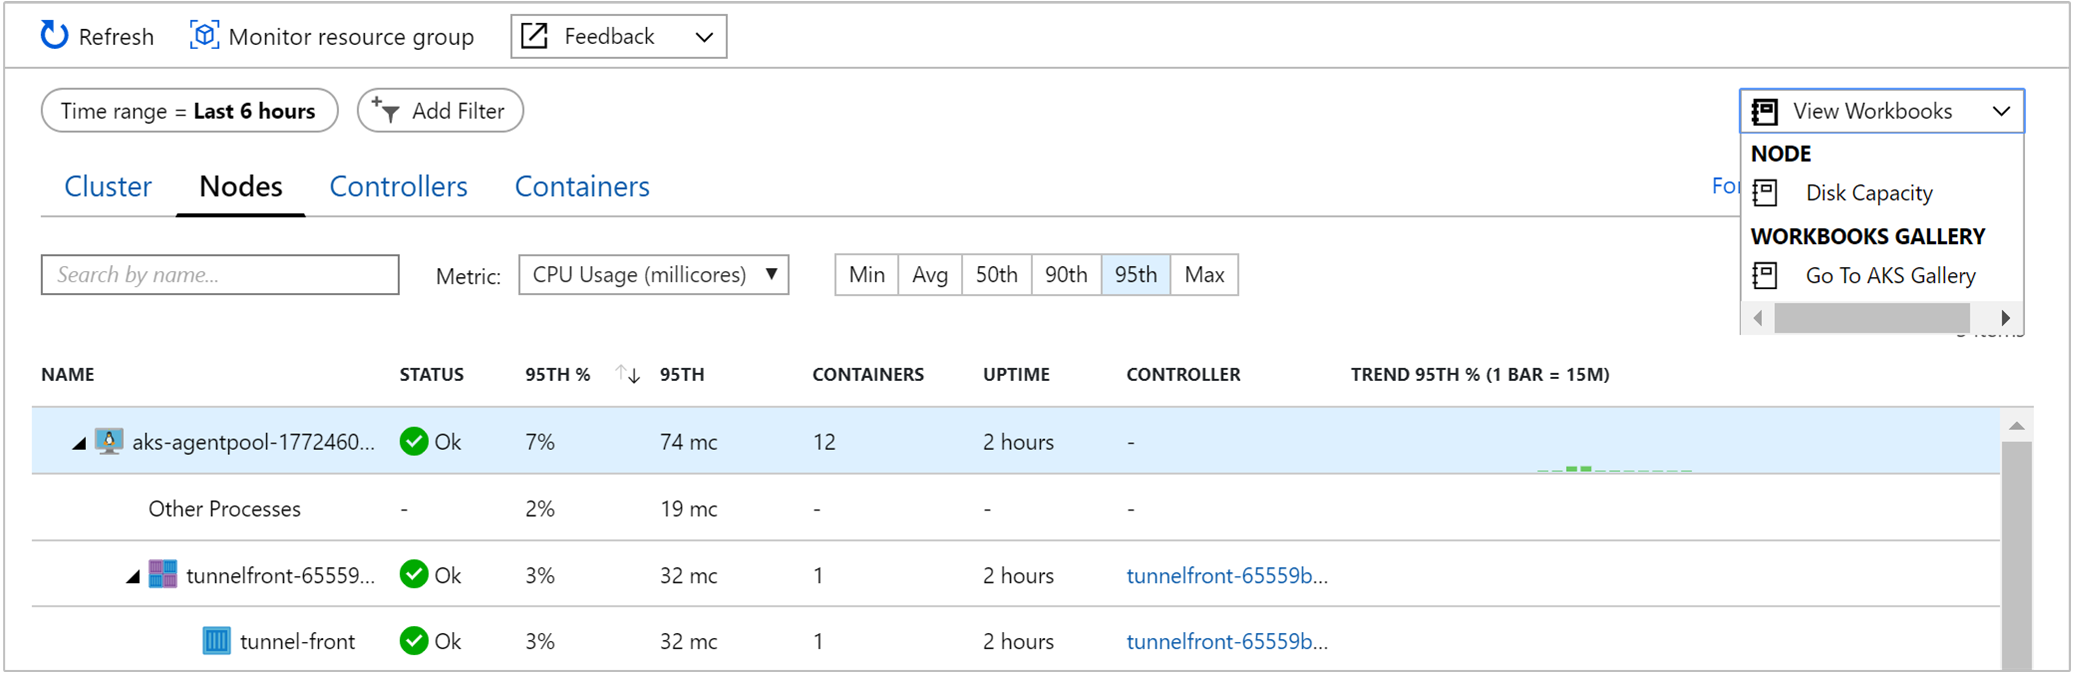 Refresh Monitor resource group Feedback
Time range = Last 6 hours Add Filter View Workbooks
NODE
Cluster Nodes Controllers Containers Disk Capacity
WORKBOOKS GALLERY
Search by name... Metric: CPU Usage (millicores) Min Avg 50th 90th 95th Max Go To AKS Gallery
NAME STATUS 95TH % 95TH CONTAINERS UPTIME CONTROLLER TREND 95TH % (1 BAR = 15M)
aks-agentpool-1772460... Ok 7% 74 mc 12 2 hours -
Other Processes - 2% 19 mc - - -
tunnelfront-65559... Ok 3% 32 mc 1 2 hours tunnelfront-65559b...
tunnel-front Ok 3% 32 mc 1 2 hours tunnelfront-65559b...